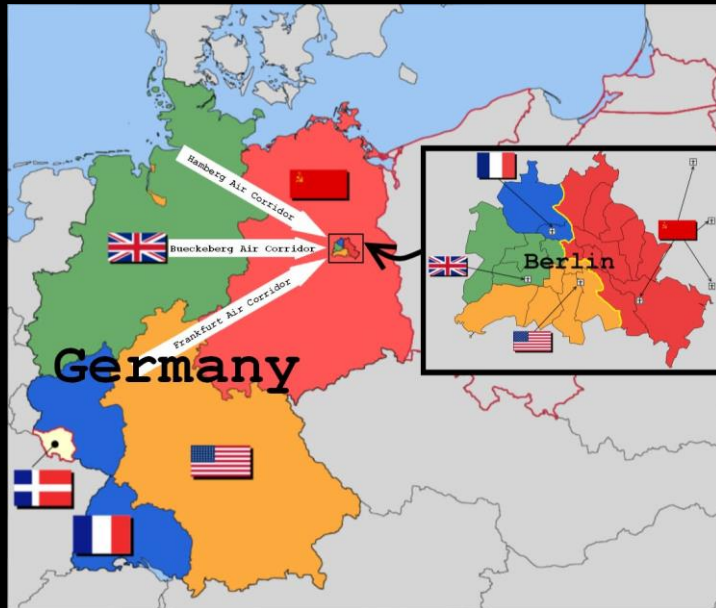 Hamberg Air Corridor
Bueckeberg Air Corridor
Frankfurt Air Corridor
Germany
Berlin